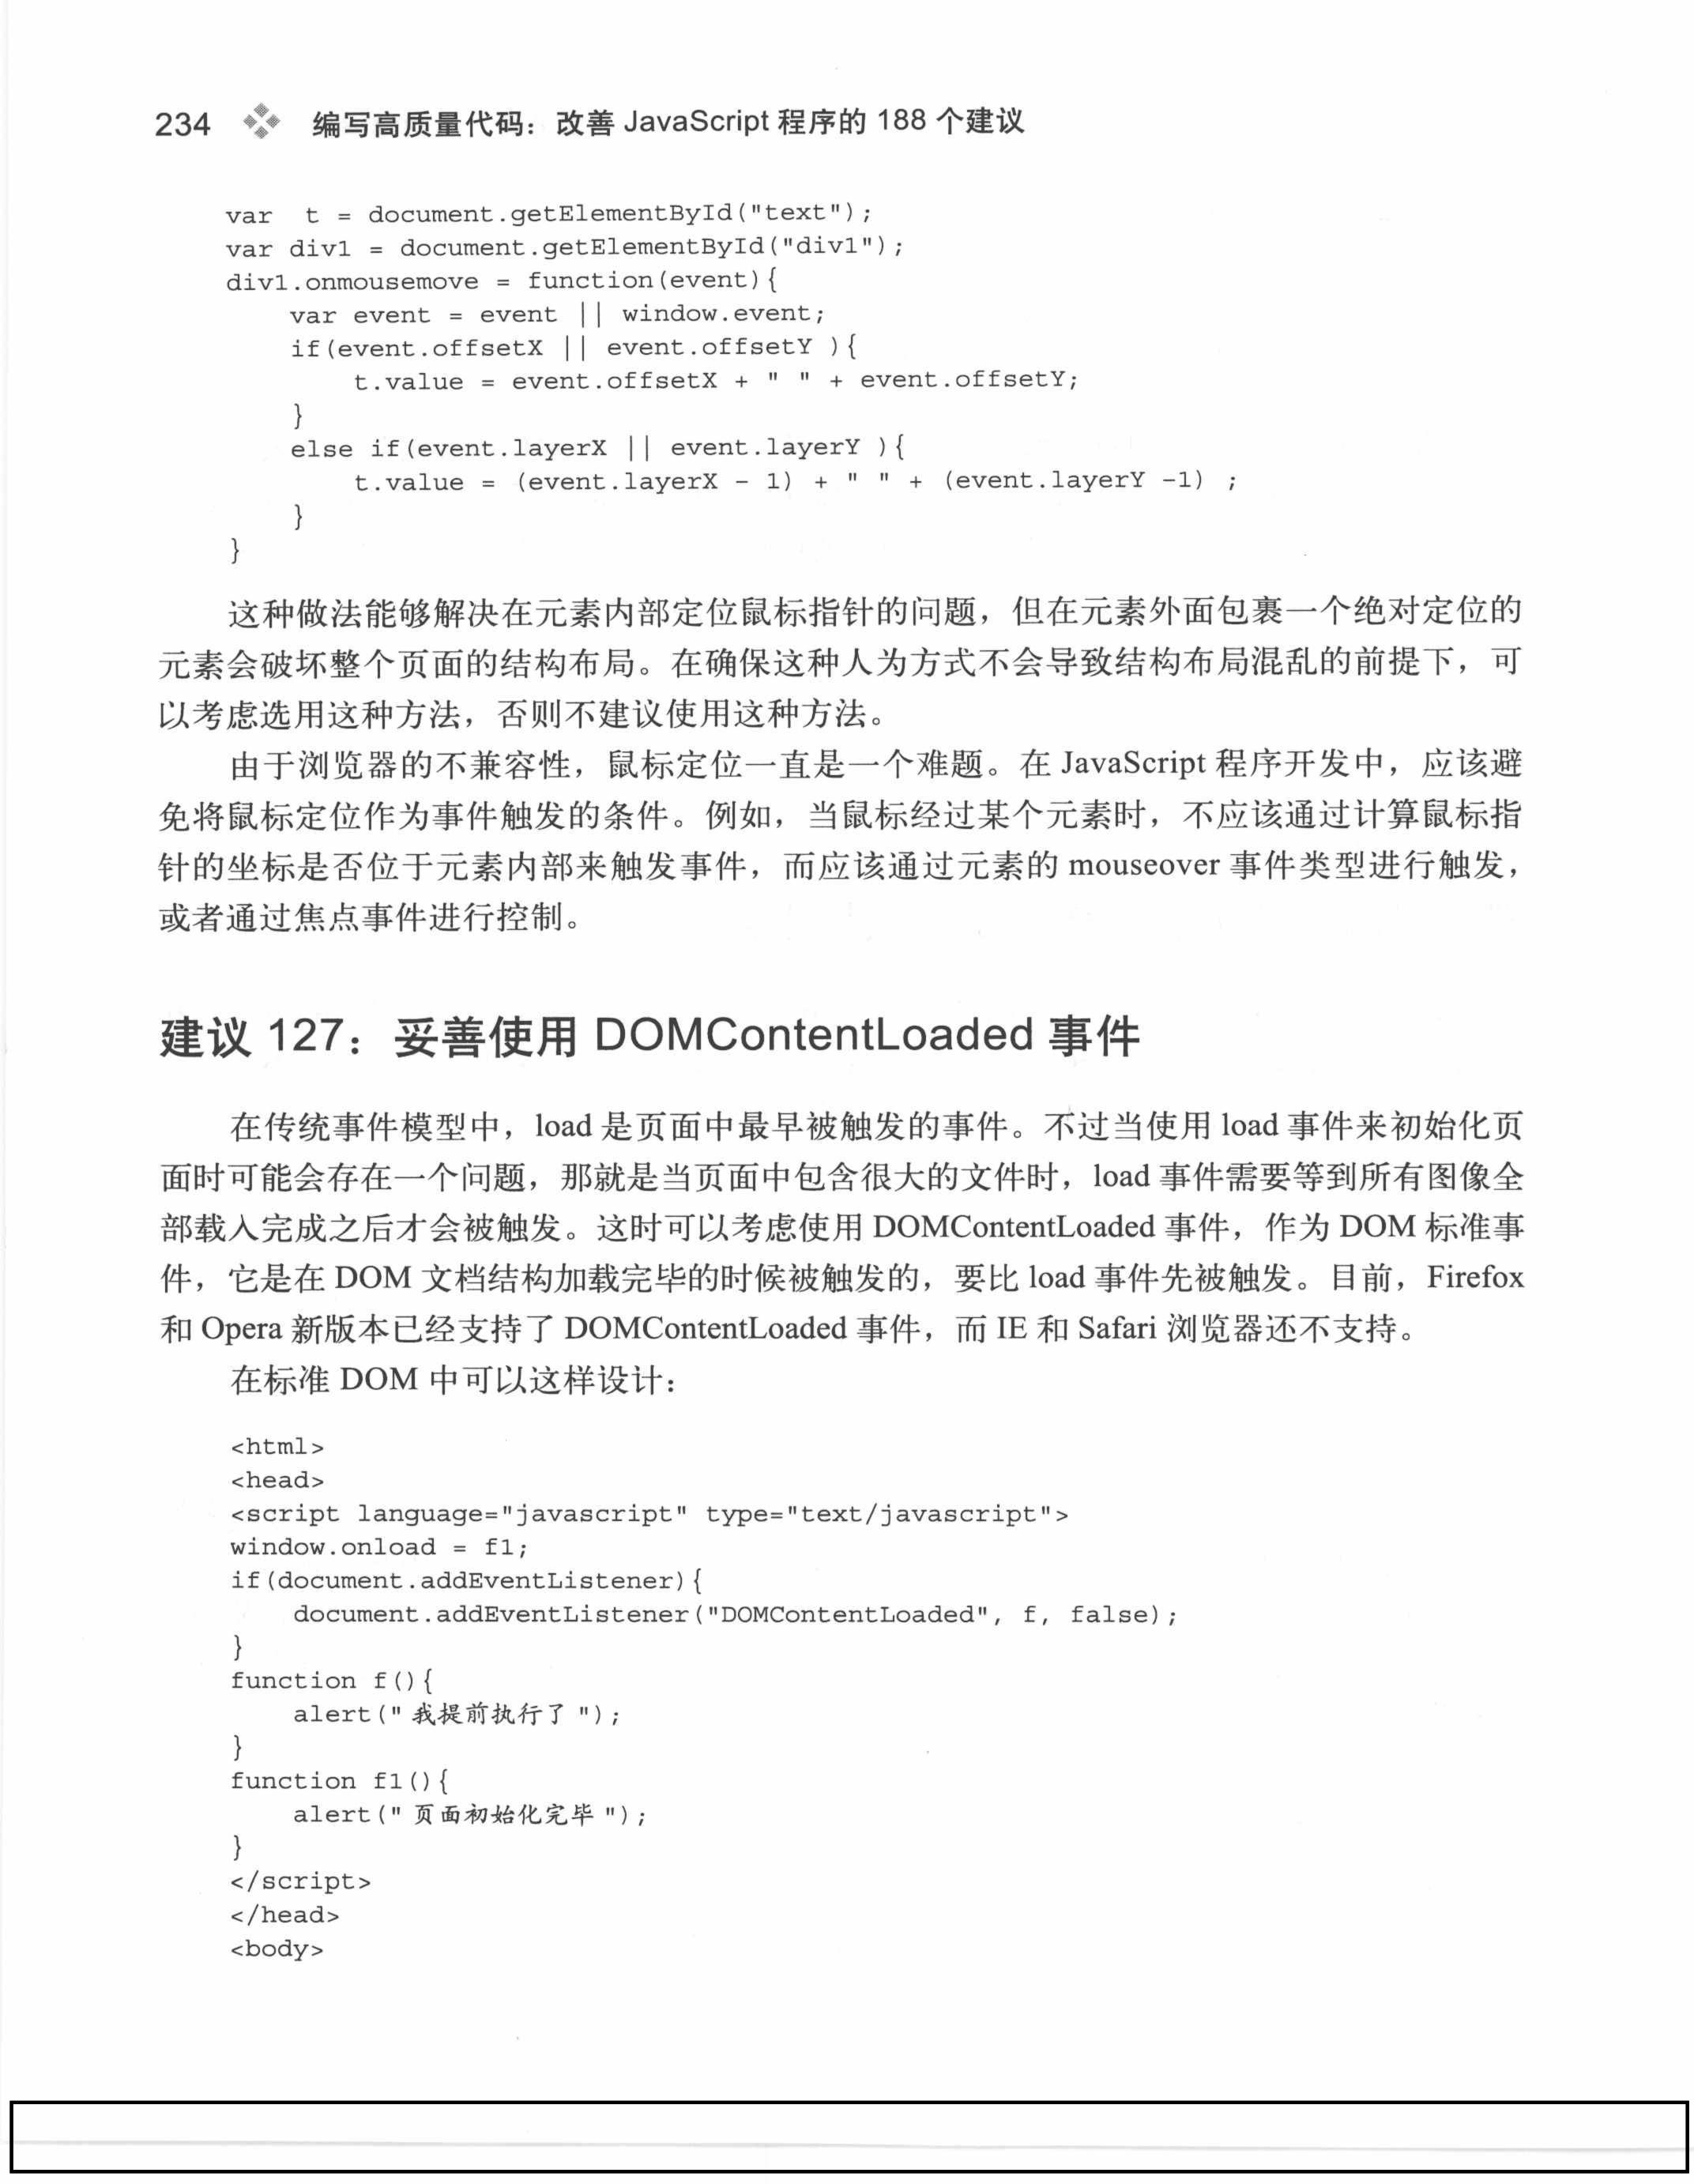 234 编写高质量代码：改善 JavaScript 程序的 188 个建议
var  t = document.getElementById("text");
var div1 = document.getElementById("div1");
div1.onmousemove = function(event){
    var event = event || window.event;
    if(event.offsetX || event.offsetY ){
        t.value = event.offsetX + " " + event.offsetY;
    }
    else if(event.layerX || event.layerY ){
        t.value = (event.layerX - 1) + " " + (event.layerY -1) ;
    }
}
这种做法能够解决在元素内部定位鼠标指针的问题，但在元素外面包裹一个绝对定位的
元素会破坏整个页面的结构布局。在确保这种人为方式不会导致结构布局混乱的前提下，可
以考虑选用这种方法，否则不建议使用这种方法。
由于浏览器的不兼容性，鼠标定位一直是一个难题。在 JavaScript 程序开发中，应该避
免将鼠标定位作为事件触发的条件。例如，当鼠标经过某个元素时，不应该通过计算鼠标指
针的坐标是否位于元素内部来触发事件，而应该通过元素的 mouseover 事件类型进行触发，
或者通过焦点事件进行控制。
建议 127：妥善使用 DOMContentLoaded 事件
在传统事件模型中，load 是页面中最早被触发的事件。不过当使用 load 事件来初始化页
面时可能会存在一个问题，那就是当页面中包含很大的文件时，load 事件需要等到所有图像全
部载入完成之后才会被触发。这时可以考虑使用 DOMContentLoaded 事件，作为 DOM 标准事
件，它是在 DOM 文档结构加载完毕的时候被触发的，要比 load 事件先被触发。目前，Firefox
和 Opera 新版本已经支持了 DOMContentLoaded 事件，而 IE 和 Safari 浏览器还不支持。
在标准 DOM 中可以这样设计：
<html>
<head>
<script language="javascript" type="text/javascript">
window.onload = f1;
if(document.addEventListener){
    document.addEventListener("DOMContentLoaded", f, false);
}
function f(){
    alert(" 我提前执行了 ");
}
function f1(){
    alert(" 页面初始化完毕 ");
}
</script>
</head>
<body>